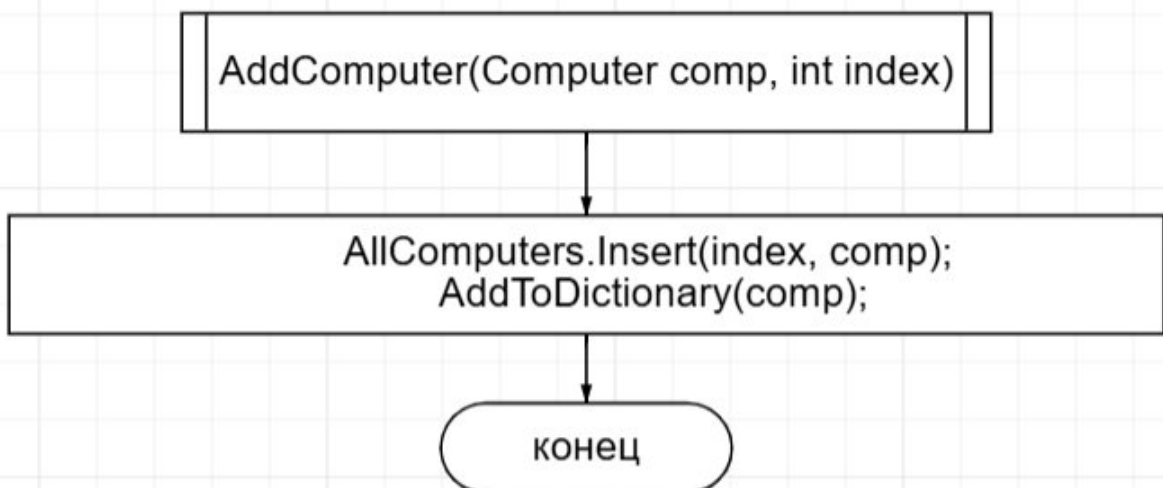 AddComputer(Computer comp, int index)
AllComputers.Insert(index, comp);
AddToDictionary(comp);
конец